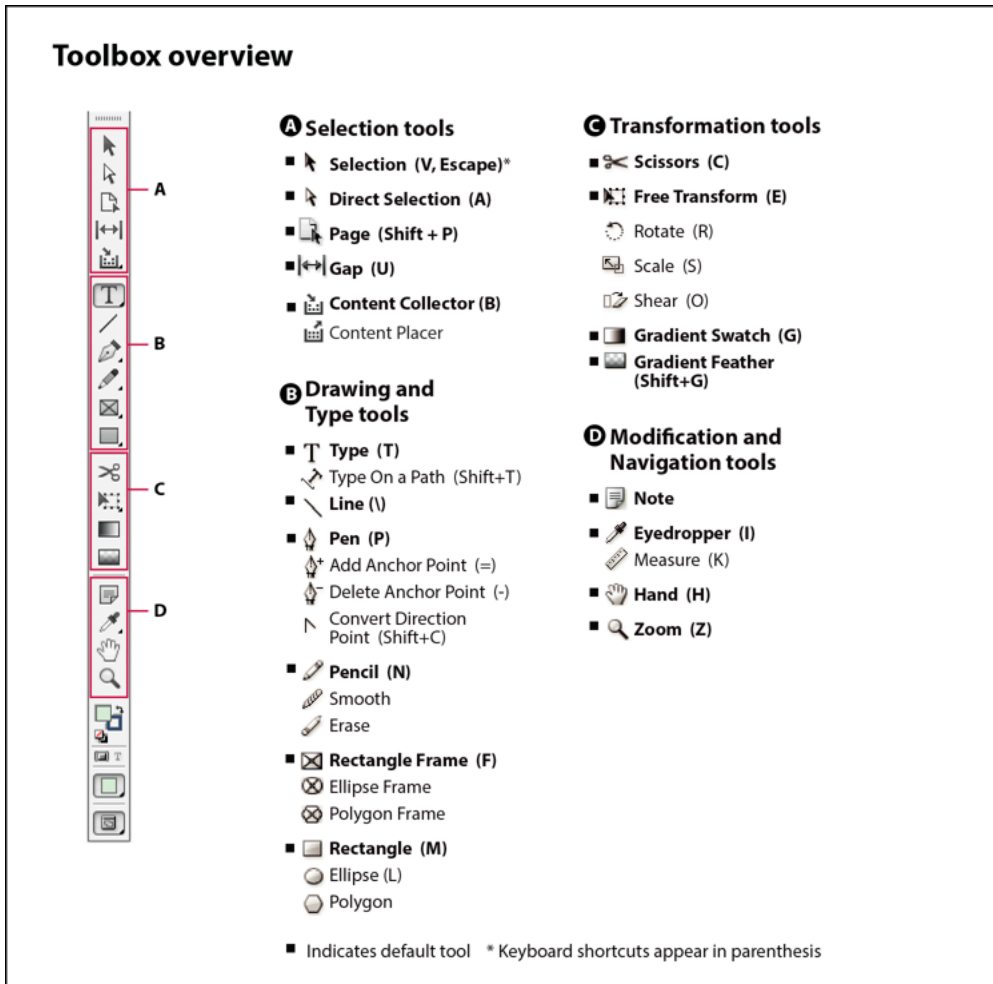 Toolbox overview
A
B
C
D
A Selection tools
Selection (V, Escape)*
Direct Selection (A)
Page (Shift + P)
Gap (U)
Content Collector (B)
Content Placer
B Drawing and
Type tools
T Type (T)
Type On a Path (Shift+T)
Line (\)
Pen (P)
Add Anchor Point (=)
Delete Anchor Point (-)
Convert Direction
Point (Shift+C)
Pencil (N)
Smooth
Erase
Rectangle Frame (F)
Ellipse Frame
Polygon Frame
Rectangle (M)
Ellipse (L)
Polygon
C Transformation tools
Scissors (C)
Free Transform (E)
Rotate (R)
Scale (S)
Shear (O)
Gradient Swatch (G)
Gradient Feather
(Shift+G)
D Modification and
Navigation tools
Note
Eyedropper (I)
Measure (K)
Hand (H)
Zoom (Z)
Indicates default tool * Keyboard shortcuts appear in parenthesis